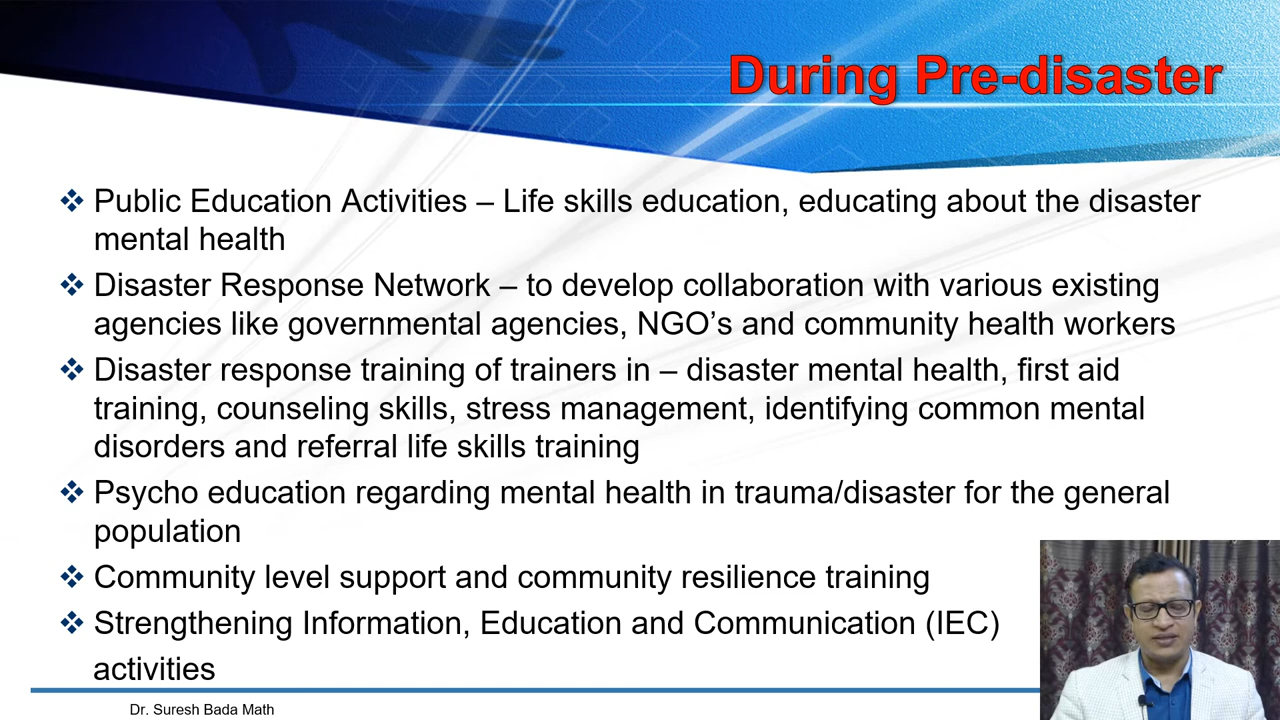 During Pre-disaster
❖ Public Education Activities – Life skills education, educating about the disaster
mental health
❖ Disaster Response Network – to develop collaboration with various existing
agencies like governmental agencies, NGO’s and community health workers
❖ Disaster response training of trainers in – disaster mental health, first aid
training, counseling skills, stress management, identifying common mental
disorders and referral life skills training
❖ Psycho education regarding mental health in trauma/disaster for the general
population
❖ Community level support and community resilience training
❖ Strengthening Information, Education and Communication (IEC)
activities
Dr. Suresh Bada Math